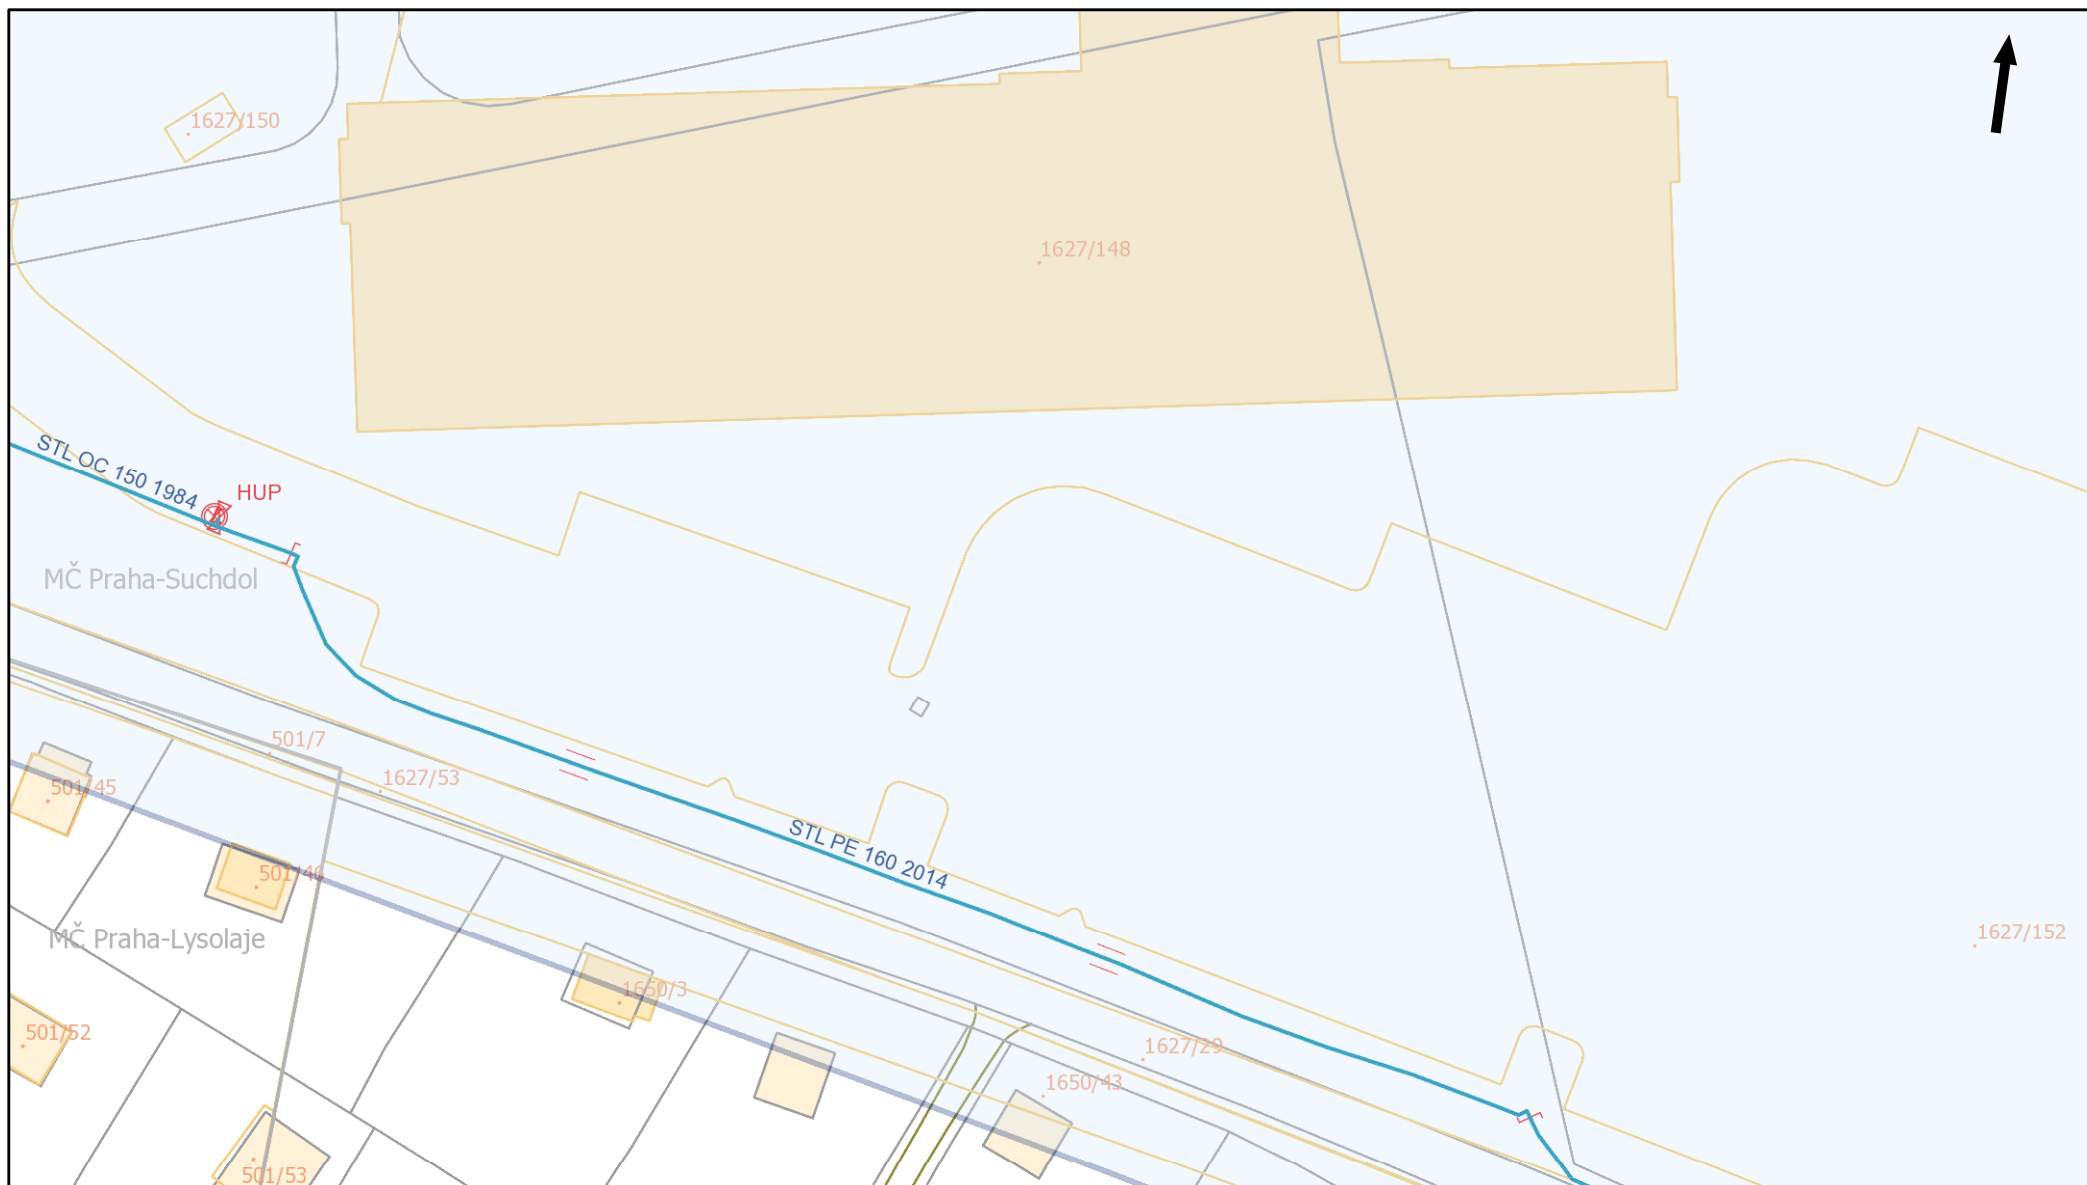 1627/150
1627/148
STL OC 150 1984
HUP
MČ Praha-Suchdol
501/7
1627/53
501/45
STL PE 160 2014
501/46
MČ Praha-Lysolaje
1627/152
1650/3
501/52
1627/29
1650/43
501/53